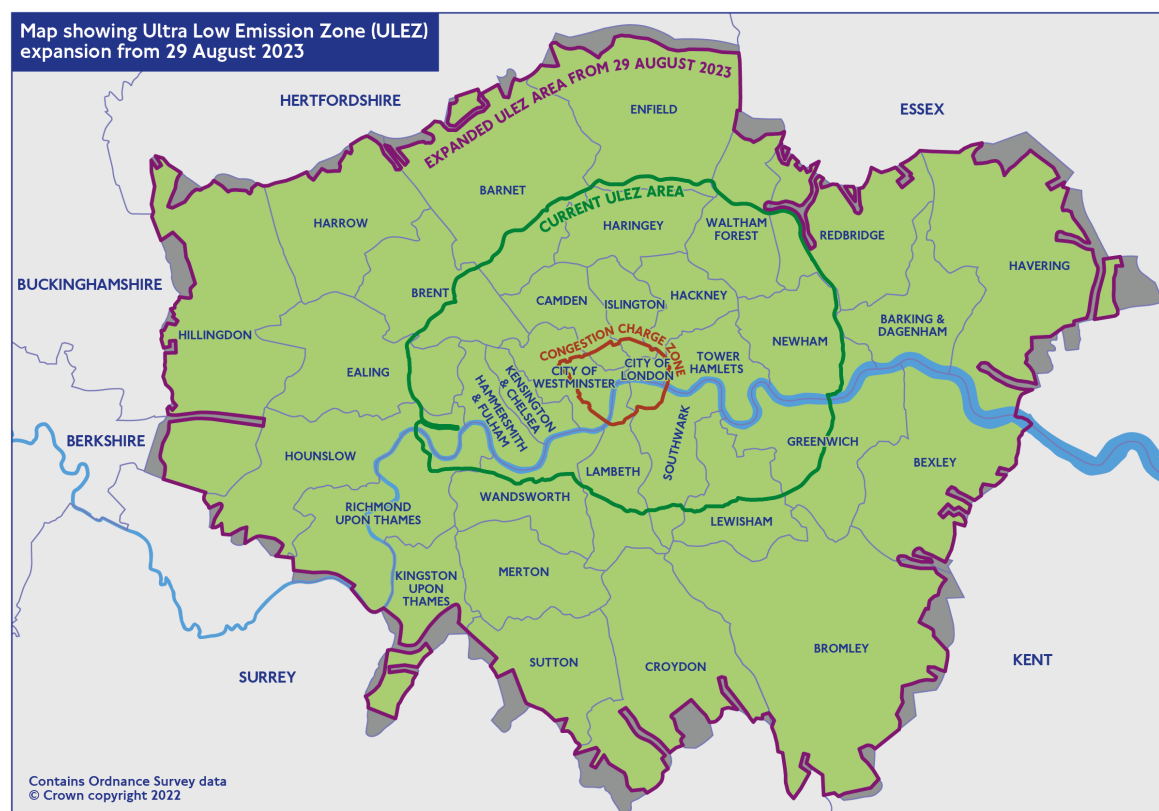 Map showing Ultra Low Emission Zone (ULEZ)
expansion from 29 August 2023
HERTFORDSHIRE
EXPANDED ULEZ AREA FROM 29 AUGUST 2023
ENFIELD
ESSEX
BARNET
CURRENT ULEZ AREA
HARROW
HARINGEY
WALTHAM
FOREST
REDBRIDGE
HAVERING
BUCKINGHAMSHIRE
BRENT
CAMDEN
ISLINGTON
HACKNEY
HILLINGDON
BARKING &
DAGENHAM
CONGESTION CHARGE ZONE
NEWHAM
EALING
KENSINGTON
& CHELSEA
HAMMERSMITH
& FULHAM
CITY OF
WESTMINSTER
CITY OF
LONDON
TOWER
HAMLETS
BERKSHIRE
HOUNSLOW
LAMBETH
SOUTHWARK
GREENWICH
BEXLEY
RICHMOND
UPON THAMES
WANDSWORTH
LEWISHAM
KINGSTON
UPON
THAMES
MERTON
SURREY
SUTTON
CROYDON
BROMLEY
KENT
Contains Ordnance Survey data
© Crown copyright 2022